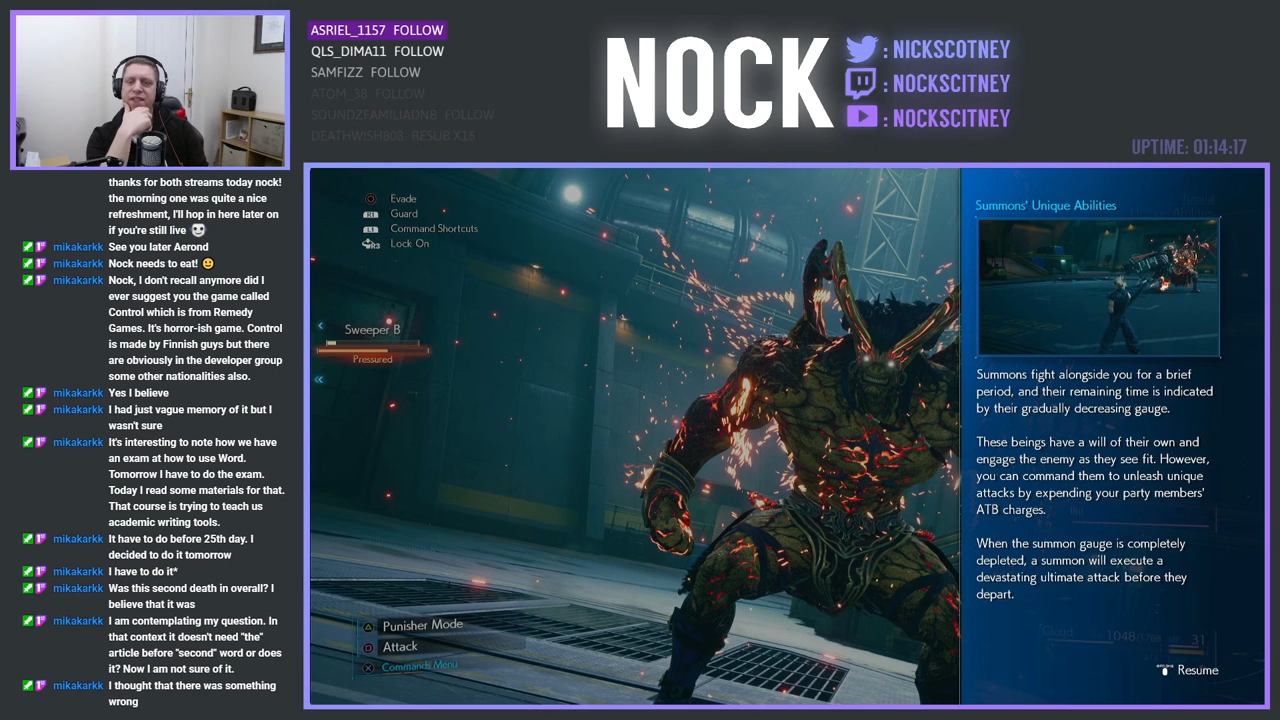 ASRIEL_1157 FOLLOW
QLS_DIMA11 FOLLOW
SAMFIZZ FOLLOW
ATOM_38 FOLLOW
SOUNDZFAMILIADNB FOLLOW
DEATHWISH808 RESUB X16
NOCK
: NICKSCOTNEY
: NOCKSCITNEY
: NOCKSCITNEY
UPTIME: 01:14:17
thanks for both streams today nock!
the morning one was quite a nice
refreshment, I'll hop in here later on
if you're still live
mikakarkk See you later Aerond
mikakarkk Nock needs to eat!
mikakarkk Nock, I don't recall anymore did I
ever suggest you the game called
Control which is from Remedy
Games. It's horror-ish game. Control
is made by Finnish guys but there
are obviously in the developer group
some other nationalities also.
mikakarkk Yes I believe
mikakarkk I had just vague memory of it but I
wasn't sure
mikakarkk It's interesting to note how we have
an exam at how to use Word.
Tomorrow I have to do the exam.
Today I read some materials for that.
That course is trying to teach us
academic writing tools.
mikakarkk It have to do before 25th day. I
decided to do it tomorrow
mikakarkk I have to do it*
mikakarkk Was this second death in overall? I
believe that it was
mikakarkk I am contemplating my question. In
that context it doesn't need "the"
article before "second" word or does
it? Now I am not sure of it.
mikakarkk I thought that there was something
wrong
Evade
R1 Guard
L1 Command Shortcuts
R3 Lock On
Sweeper B
Pressured
Punisher Mode
Attack
Commands Menu
Summons' Unique Abilities
Summons fight alongside you for a brief
period, and their remaining time is indicated
by their gradually decreasing gauge.
These beings have a will of their own and
engage the enemy as they see fit. However,
you can command them to unleash unique
attacks by expending your party members'
ATB charges.
When the summon gauge is completely
depleted, a summon will execute a
devastating ultimate attack before they
depart.
Cloud 1048/1268 31
Resume